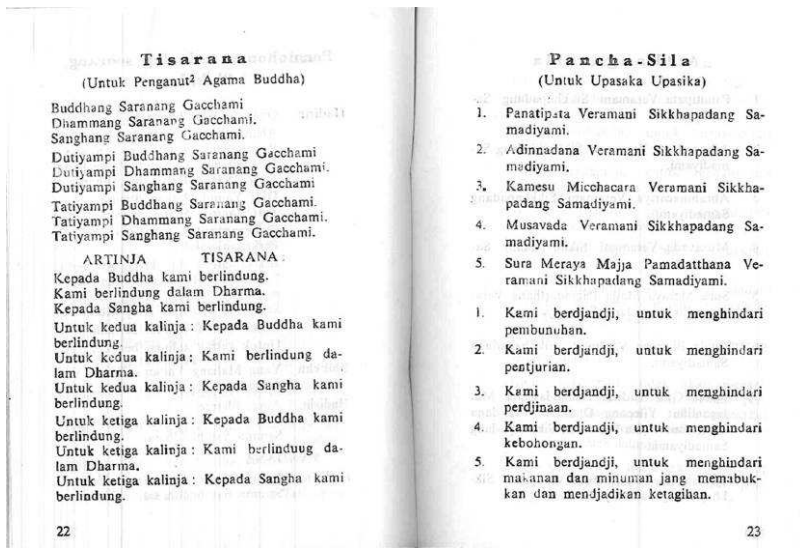 Tisarana
(Untuk Penganut² Agama Buddha)
Buddhang Saranang Gacchami
Dhammang Saranang Gacchami.
Sanghang Saranang Gacchami.
Dutiyampi Buddhang Saranang Gacchami
Dutiyampi Dhammang Saranang Gacchami.
Dutiyampi Sanghang Saranang Gacchami
Tatiyampi Buddhang Saranang Gacchami.
Tatiyampi Dhammang Saranang Gacchami.
Tatiyampi Sanghang Saranang Gacchami.
ARTINJA TISARANA :
Kepada Buddha kami berlindung.
Kami berlindung dalam Dharma.
Kepada Sangha kami berlindung.
Untuk kedua kalinja : Kepada Buddha kami
berlindung.
Untuk kedua kalinja : Kami berlindung da-
lam Dharma.
Untuk kedua kalinja : Kepada Sangha kami
berlindung.
Untuk ketiga kalinja : Kepada Buddha kami
berlindung.
Untuk ketiga kalinja : Kami berlinduug da-
lam Dharma.
Untuk ketiga kalinja : Kepada Sangha kami
berlindung.
22
Pancha-Sila
(Untuk Upasaka Upasika)
1. Panatipata Veramani Sikkhapadang Sa-
madiyami.
2. Adinnadana Veramani Sikkhapadang Sa-
madiyami.
3. Kamesu Micchacara Veramani Sikkha-
padang Samadiyami.
4. Musavada Veramani Sikkhapadang Sa-
madiyami.
5. Sura Meraya Majja Pamadatthana Ve-
ramani Sikkhapadang Samadiyami.
1. Kami berdjandji, untuk menghindari
pembunuhan.
2. Kami berdjandji, untuk menghindari
pentjurian.
3. Kami berdjandji, untuk menghindari
perdjinaan.
4. Kami berdjandji, untuk menghindari
kebohongan.
5. Kami berdjandji, untuk menghindari
makanan dan minuman jang memabuk-
kan dan mendjadikan ketagihan.
23